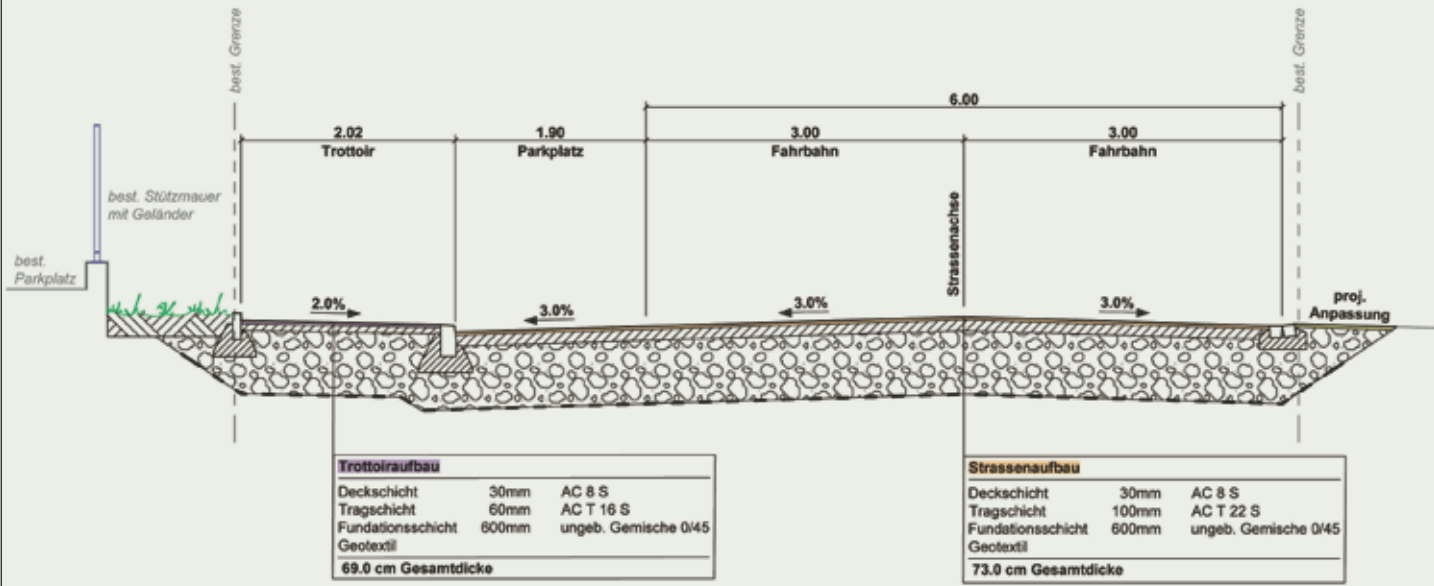 best. Grenze
best. Grenze
6.00
2.02
1.90
3.00
3.00
Trottoir
Parkplatz
Fahrbahn
Fahrbahn
best. Stützmauer
mit Geländer
Strassenachse
best.
Parkplatz
2.0%
3.0%
3.0%
3.0%
proj.
Anpassung
Trottoiraufbau
Deckschicht 30mm AC 8 S
Tragschicht 60mm AC T 16 S
Fundationsschicht 600mm ungeb. Gemische 0/45
Geotextil
69.0 cm Gesamtdicke
Strassenaufbau
Deckschicht 30mm AC 8 S
Tragschicht 100mm AC T 22 S
Fundationsschicht 600mm ungeb. Gemische 0/45
Geotextil
73.0 cm Gesamtdicke